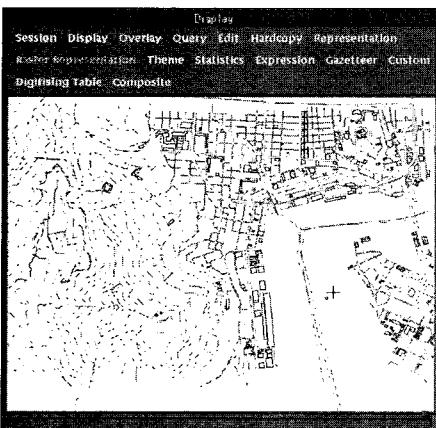 Display
Session Display Overlay Query Edit Hardcopy Representation
Raster Representation Theme Statistics Expression Gazetteer Custom
Digitising Table Composite